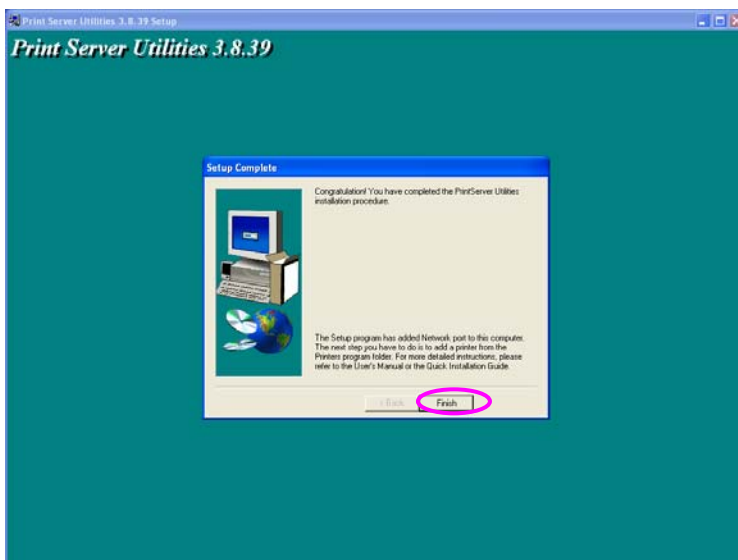 Print Server Utilities 3.8.39 Setup
Print Server Utilities 3.8.39
Setup Complete
Congratulation! You have completed the PrintServer Utilities
installation procedure.
The Setup program has added Network port to this computer.
The next step you have to do is to add a printer from the
Printers program folder. For more detailed instructions, please
refer to the User's Manual or the Quick Installation Guide.
< Back Finish